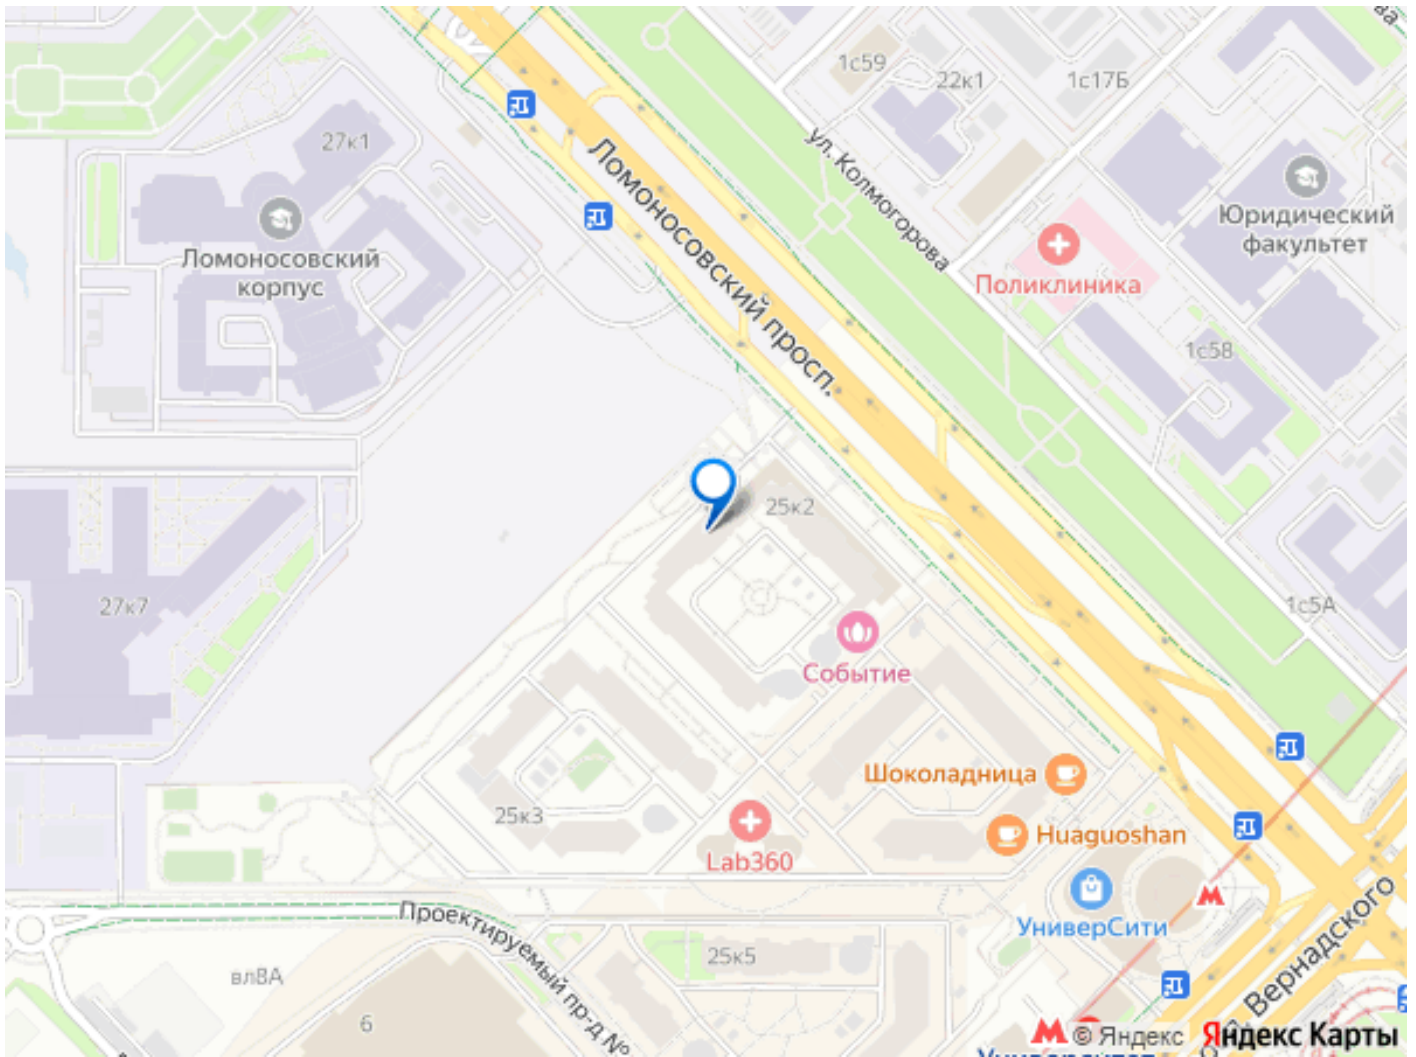 1с59
22к1
1с17Б
27к1
ул. Колмогорова
Ломоносовский просп.
Юридический
факультет
Ломоносовский
корпус
Поликлиника
1с58
25к2
27к7
1с5А
Событие
Шоколадница
25к3
Huaguoshan
Lab360
УниверСити
Проектируемый пр-д №
25к5
вл8А
6
Вернадского
© Яндекс
Яндекс Карты